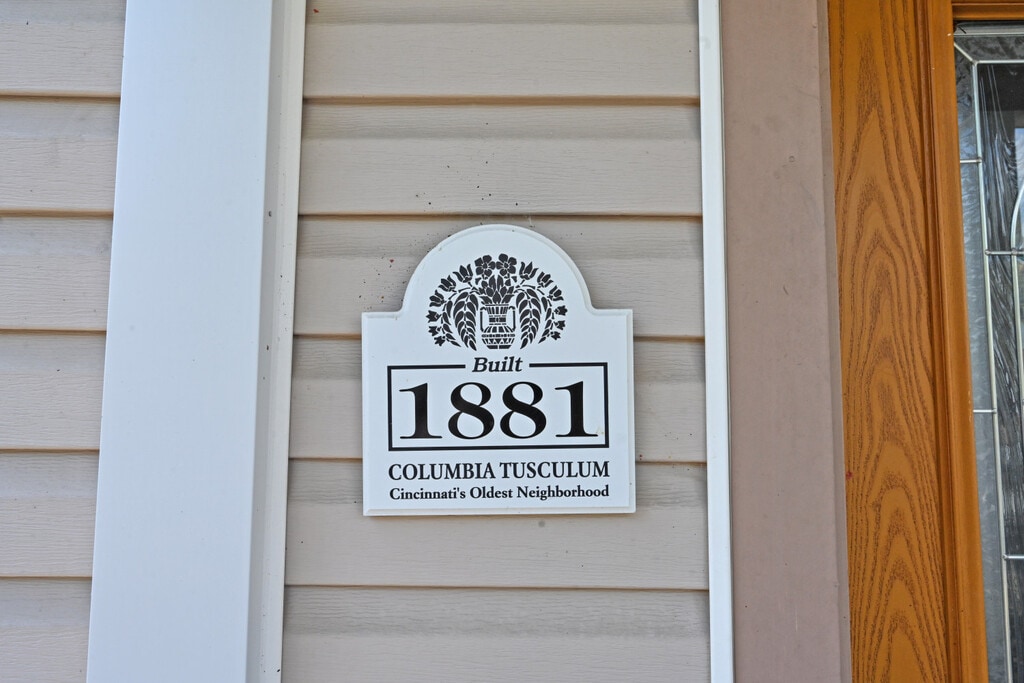 Built
1881
COLUMBIA TUSCULUM
Cincinnati's Oldest Neighborhood